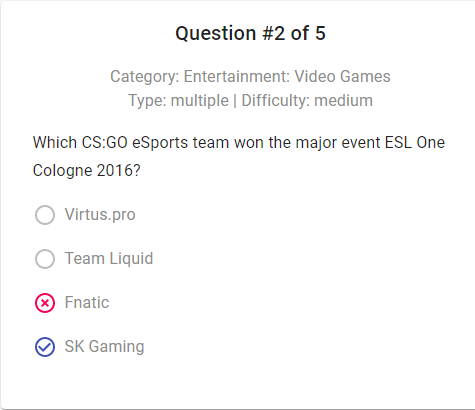 Question #2 of 5
Category: Entertainment: Video Games
Type: multiple | Difficulty: medium
Which CS:GO eSports team won the major event ESL One
Cologne 2016?
Virtus.pro
Team Liquid
Fnatic
SK Gaming